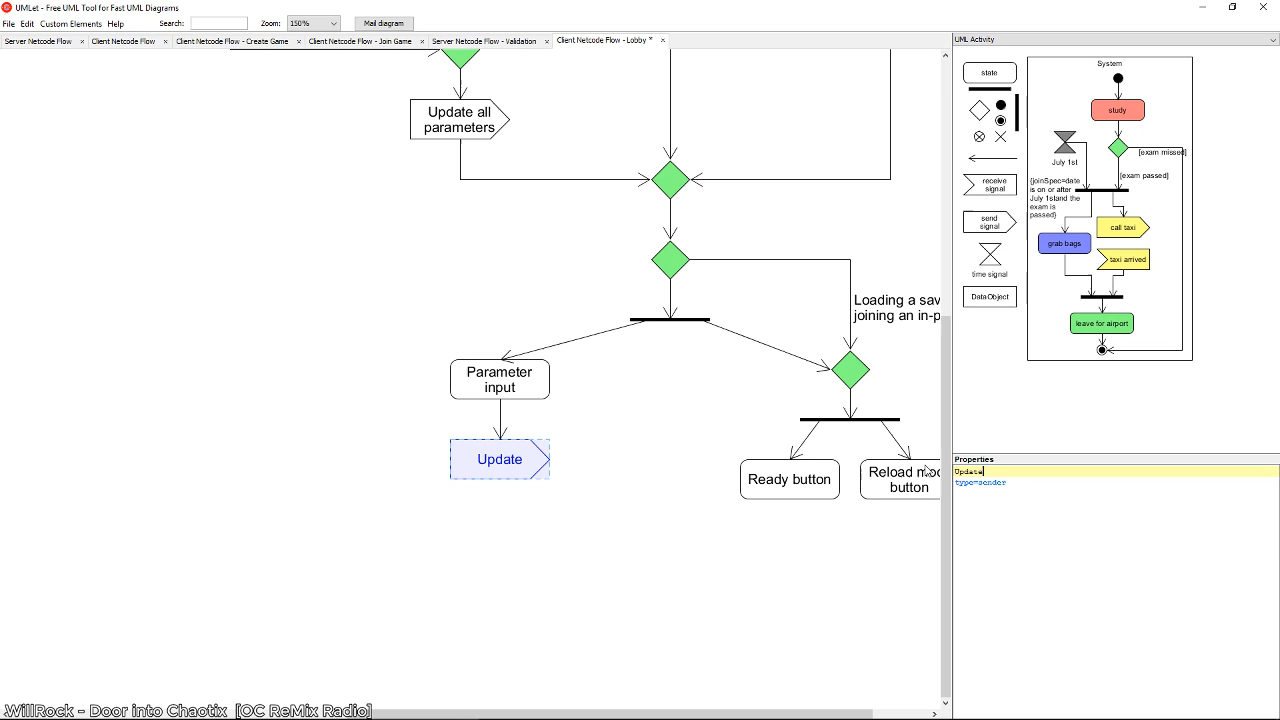 UMLet - Free UML Tool for Fast UML Diagrams
File Edit Custom Elements Help Search: Zoom: 150% Mail diagram
Server Netcode Flow × Client Netcode Flow × Client Netcode Flow - Create Game × Client Netcode Flow - Join Game × Server Netcode Flow - Validation × Client Netcode Flow - Lobby * ×
Update all
parameters
Loading a sav
joining an in-p
Parameter
input
Update
Ready button
Reload mod
button
UML Activity
state
receive
signal
send
signal
time signal
DataObject
System
study
July 1st
[exam missed]
[exam passed]
{joinSpec=date
is on or after
July 1stand the
exam is
passed}
call taxi
grab bags
taxi arrived
leave for airport
Properties
Update
type=sender
WillRock - Door into Chaotix [OC ReMix Radio]